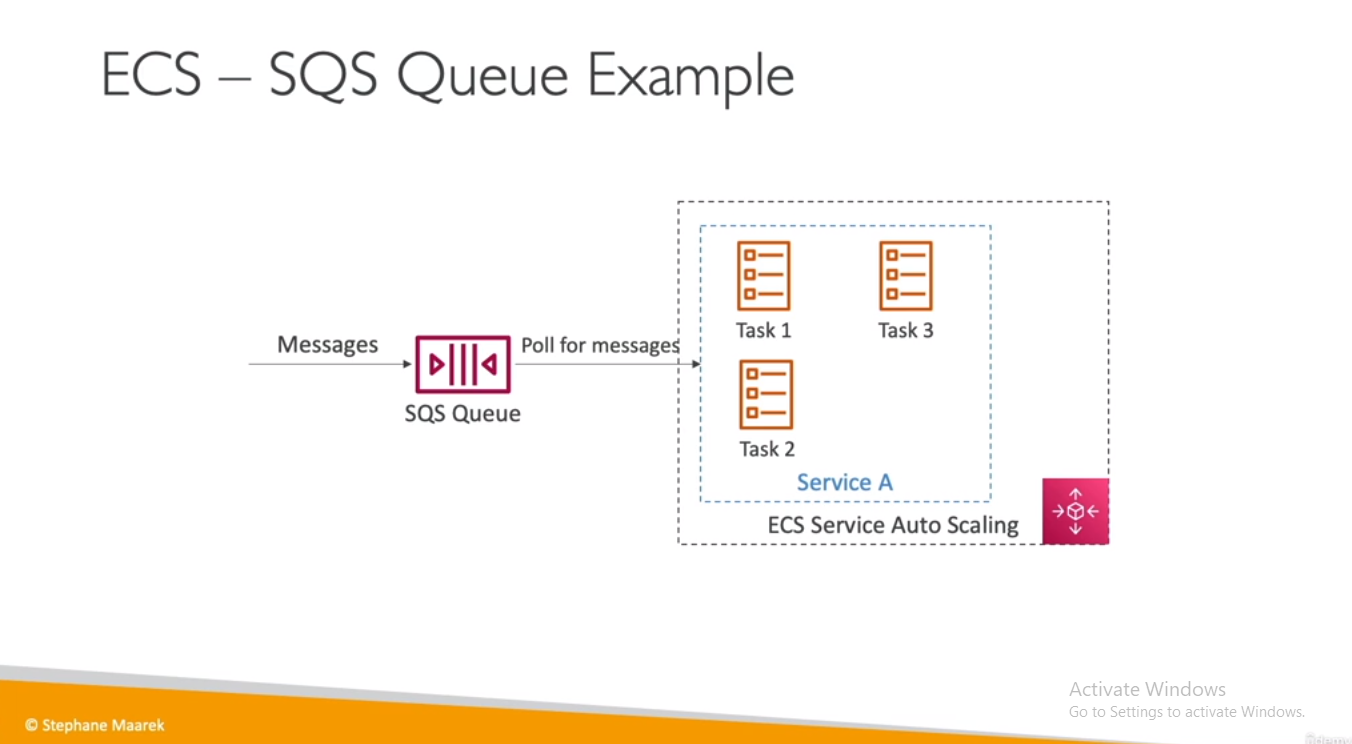 ECS – SQS Queue Example
Messages
Poll for messages
SQS Queue
Task 1
Task 3
Task 2
Service A
ECS Service Auto Scaling
Activate Windows
Go to Settings to activate Windows.
© Stephane Maarek
ûdemy